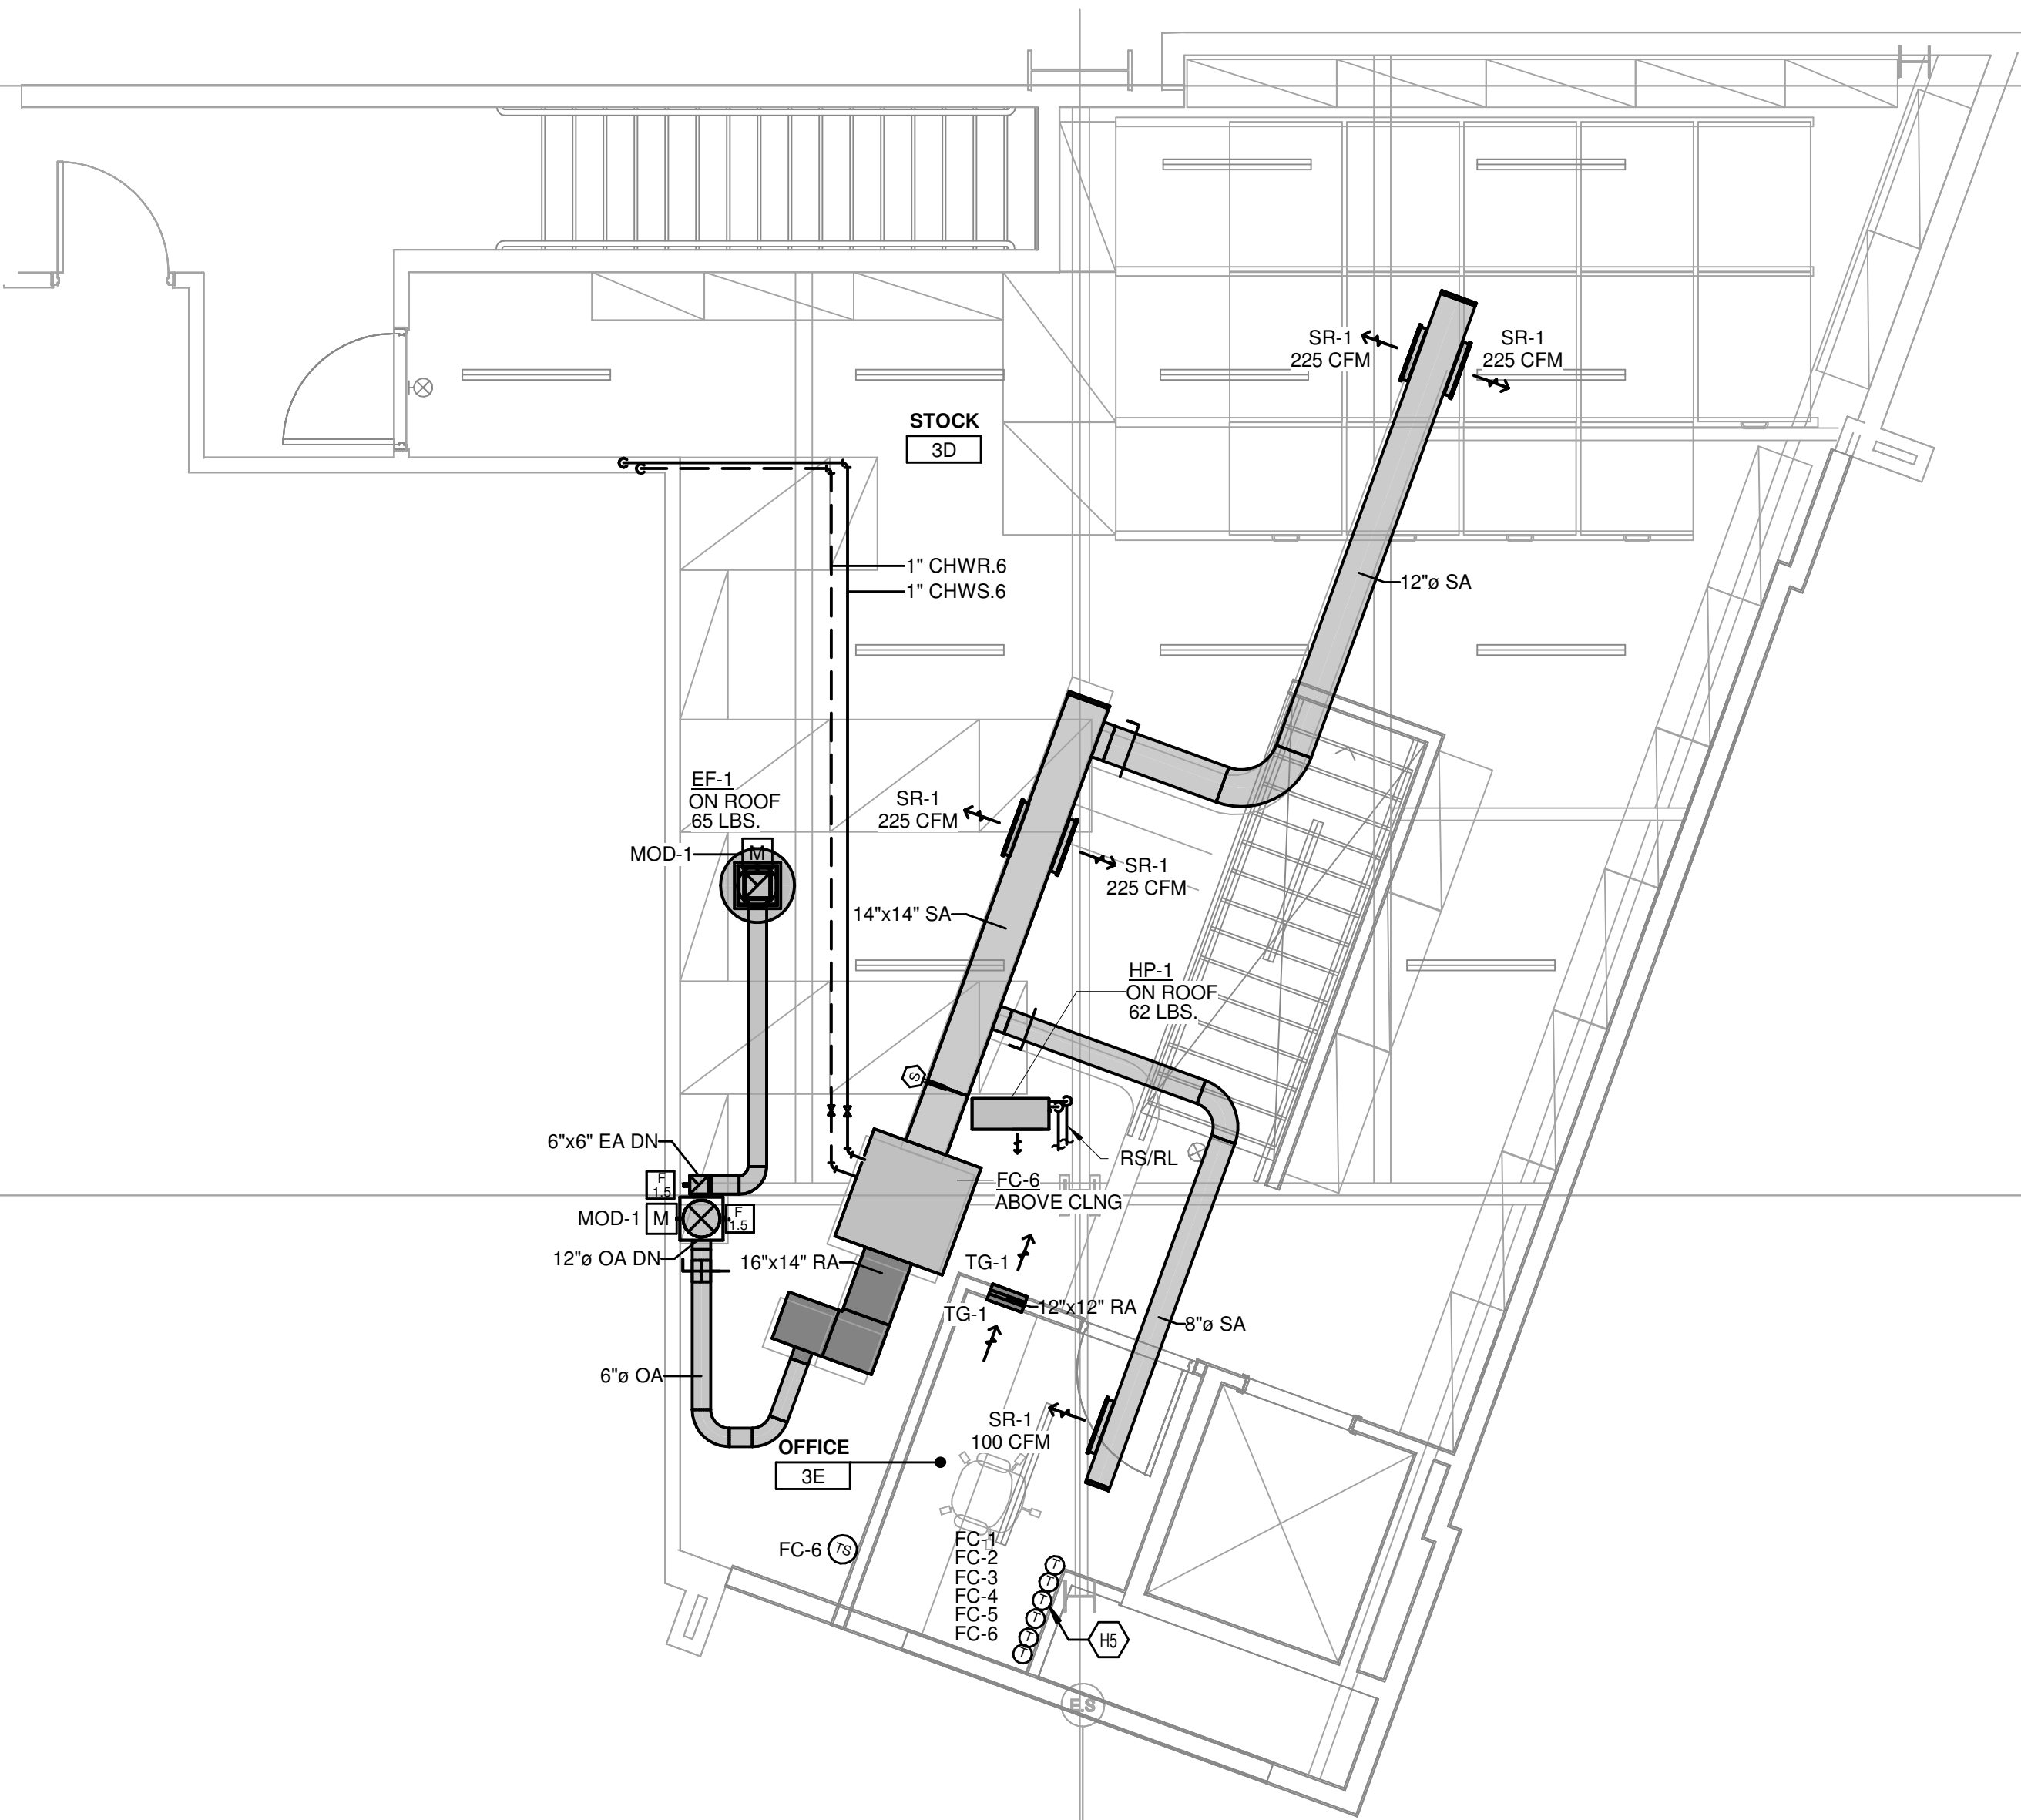 SR-1
225 CFM
SR-1
225 CFM
STOCK
3D
1" CHWR.6
1" CHWS.6
12"ø SA
EF-1
ON ROOF
65 LBS.
MOD-1
M
SR-1
225 CFM
SR-1
225 CFM
14"x14" SA
HP-1
ON ROOF
62 LBS.
S
6"x6" EA DN
RS/RL
FC-6
ABOVE CLNG
F
1.5
MOD-1
M
F
1.5
12"ø OA DN
16"x14" RA
TG-1
12"x12" RA
TG-1
8"ø SA
6"ø OA
SR-1
100 CFM
OFFICE
3E
FC-6
TS
FC-1
FC-2
FC-3
FC-4
FC-5
FC-6
T
T
T
T
T
T
H5
E.S